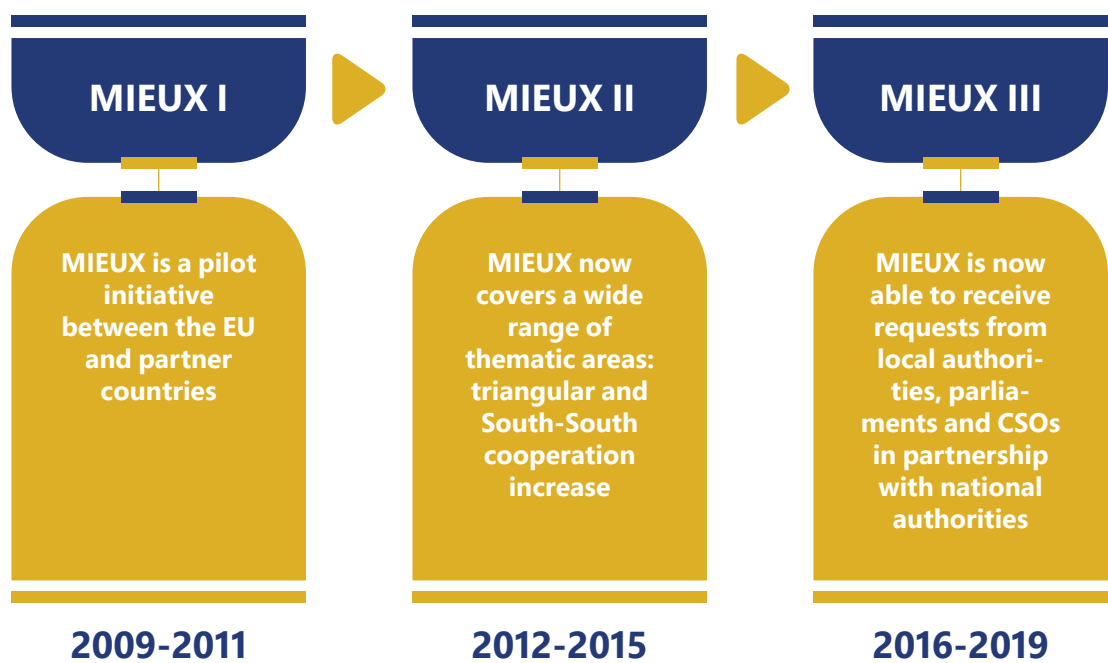 MIEUX I
MIEUX is a pilot
initiative
between the EU
and partner
countries
2009-2011
MIEUX II
MIEUX now
covers a wide
range of
thematic areas:
triangular and
South-South
cooperation
increase
2012-2015
MIEUX III
MIEUX is now
able to receive
requests from
local authori-
ties, parlia-
ments and CSOs
in partnership
with national
authorities
2016-2019